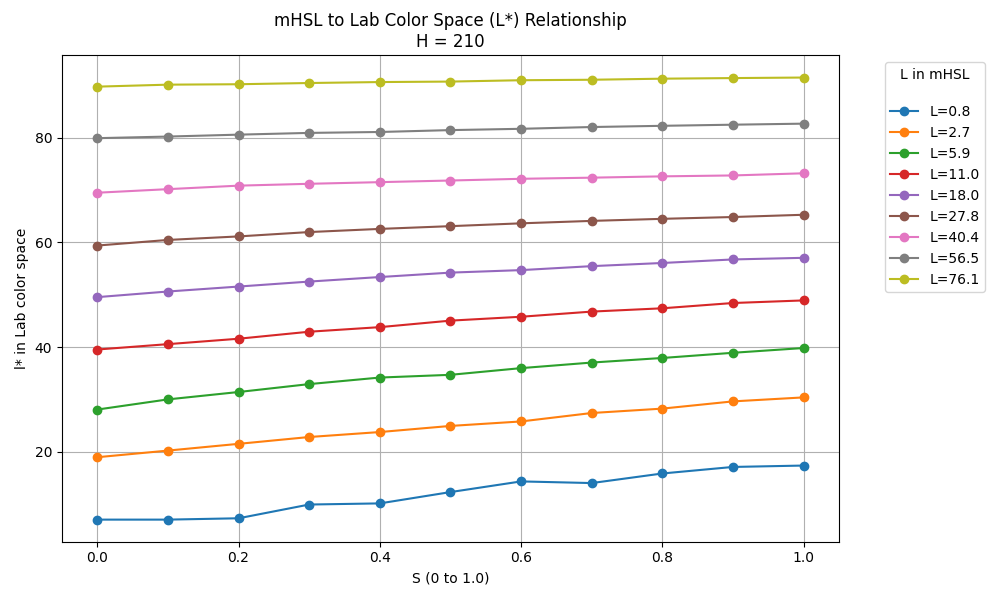 mHSL to Lab Color Space (L*) Relationship
H = 210
l* in Lab color space
80
60
40
20
0.0 0.2 0.4 0.6 0.8 1.0
S (0 to 1.0)
L in mHSL
L=0.8
L=2.7
L=5.9
L=11.0
L=18.0
L=27.8
L=40.4
L=56.5
L=76.1